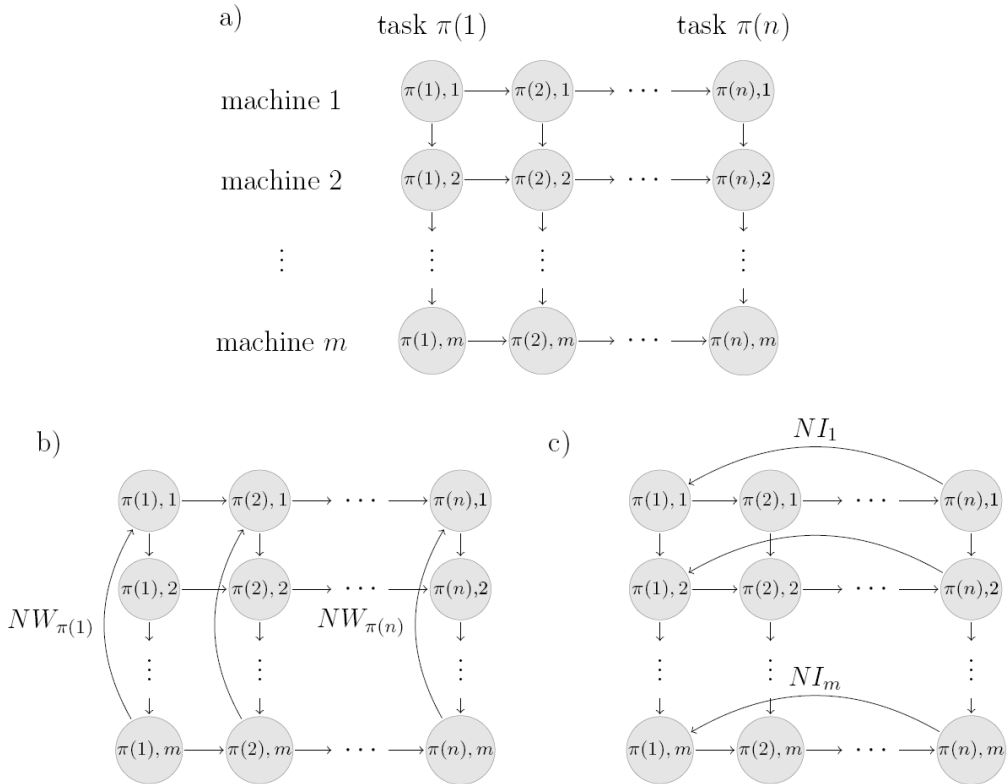 a) task π(1) task π(n)
machine 1 π(1), 1 π(2), 1 ⋯ π(n),1
machine 2 π(1), 2 π(2), 2 ⋯ π(n),2
⋮ ⋮ ⋮ ⋮
machine m π(1), m π(2), m ⋯ π(n), m
b)
π(1), 1 π(2), 1 ⋯ π(n),1
π(1), 2 π(2), 2 ⋯ π(n),2
NW_{π(1)} NW_{π(n)}
⋮ ⋮ ⋮
π(1), m π(2), m ⋯ π(n), m
c) NI_1
π(1), 1 π(2), 1 ⋯ π(n),1
π(1), 2 π(2), 2 ⋯ π(n),2
⋮ ⋮ ⋮
NI_m
π(1), m π(2), m ⋯ π(n), m